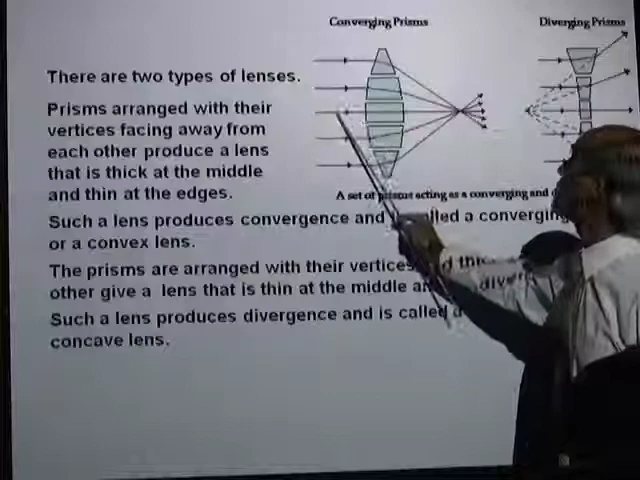 Converging Prisms
Diverging Prisms
There are two types of lenses.
Prisms arranged with their
vertices facing away from
each other produce a lens
that is thick at the middle
and thin at the edges.
A set of prisms acting as a converging and
Such a lens produces convergence and called a converging
or a convex lens.
The prisms are arranged with their vertices
other give a lens that is thin at the middle
Such a lens produces divergence and is called a
concave lens.